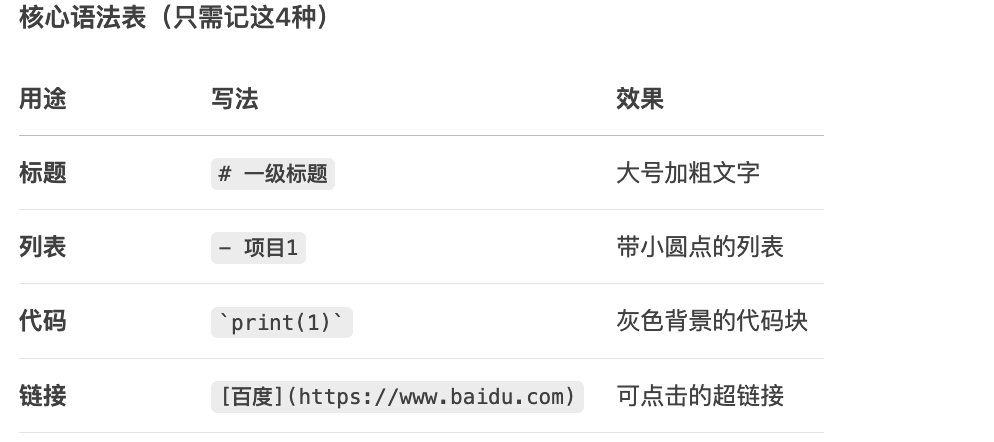 核心语法表（只需记这4种）
用途 写法 效果
标题 # 一级标题 大号加粗文字
列表 - 项目1 带小圆点的列表
代码 `print(1)` 灰色背景的代码块
链接 [百度](https://www.baidu.com) 可点击的超链接